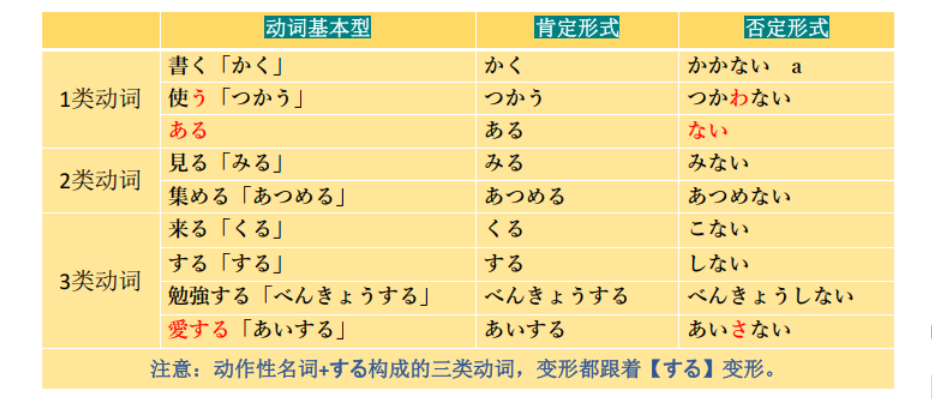 动词基本型 肯定形式 否定形式
1类动词 書く「かく」 かく かかない a
使う「つかう」 つかう つかわない
ある ある ない
2类动词 見る「みる」 みる みない
集める「あつめる」 あつめる あつめない
3类动词 来る「くる」 くる こない
する「する」 する しない
勉強する「べんきょうする」 べんきょうする べんきょうしない
愛する「あいする」 あいする あいさない
注意：动作性名词+する构成的三类动词，变形都跟着【する】变形。